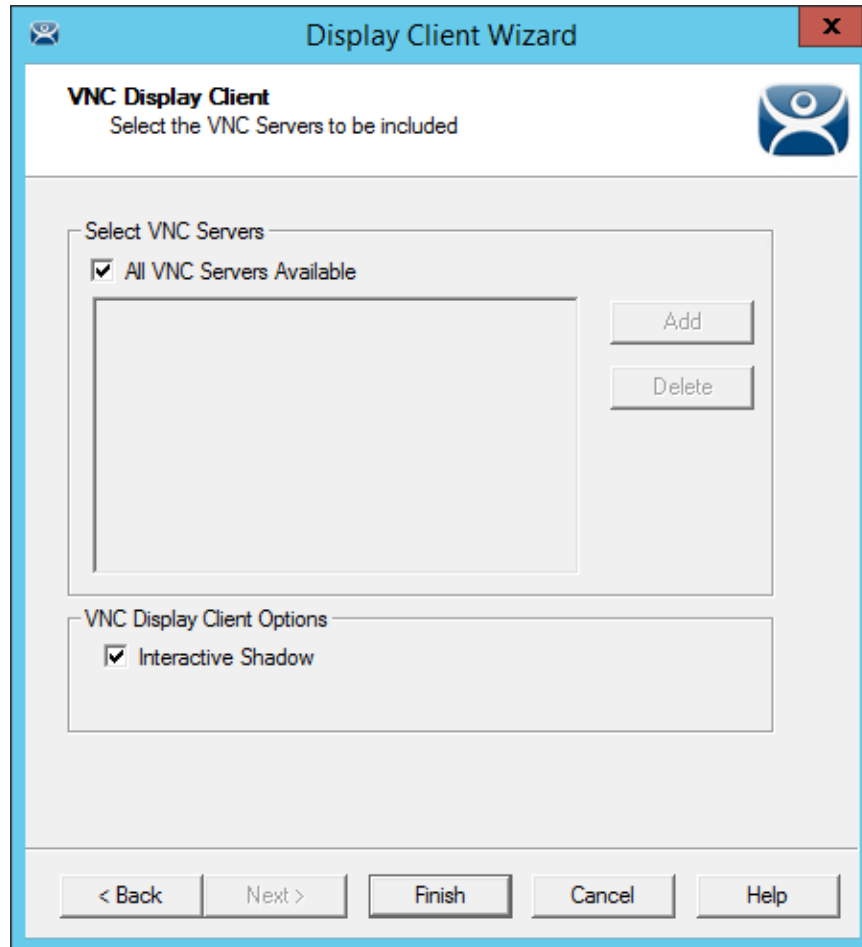 Display Client Wizard
x
VNC Display Client
Select the VNC Servers to be included
Select VNC Servers
All VNC Servers Available
Add
Delete
VNC Display Client Options
Interactive Shadow
< Back
Next >
Finish
Cancel
Help